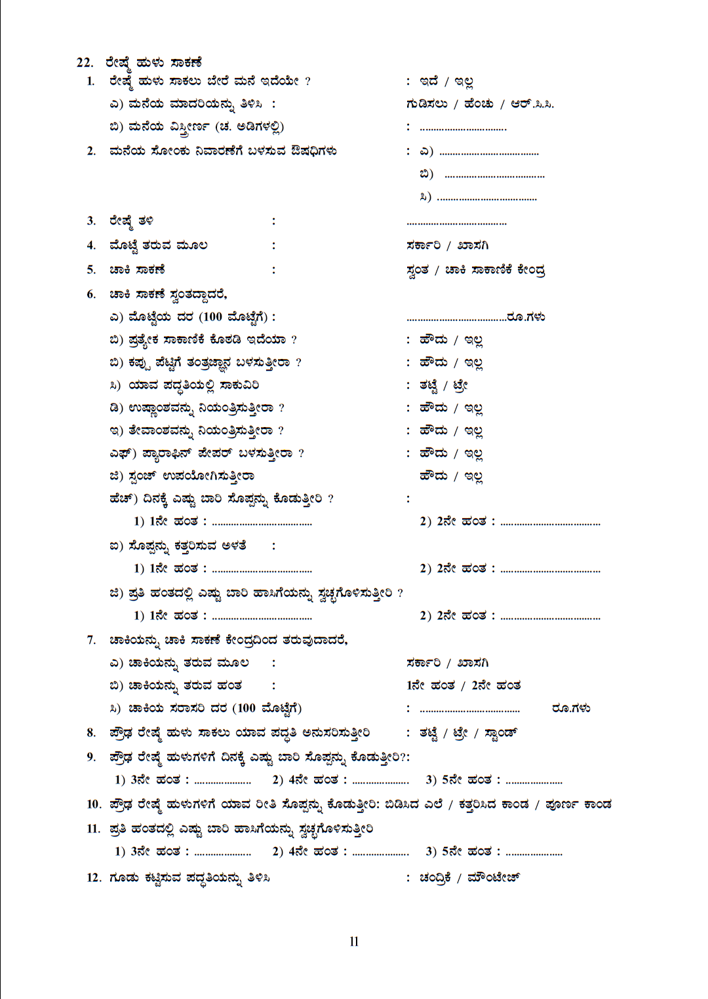 22. ರೇಷ್ಮೆ ಹುಳು ಸಾಕಣೆ
1. ರೇಷ್ಮೆ ಹುಳು ಸಾಕಲು ಬೇರೆ ಮನೆ ಇದೆಯೇ ? : ಇದೆ / ಇಲ್ಲ
ಎ) ಮನೆಯ ಮಾದರಿಯನ್ನು ತಿಳಿಸಿ : ಗುಡಿಸಲು / ಹೆಂಚು / ಆರ್.ಸಿ.ಸಿ.
ಬಿ) ಮನೆಯ ವಿಸ್ತ್ರೀರ್ಣ (ಚ. ಅಡಿಗಳಲ್ಲಿ) : ................................
2. ಮನೆಯ ಸೋಂಕು ನಿವಾರಣೆಗೆ ಬಳಸುವ ಔಷಧಿಗಳು : ಎ) .....................................
ಬಿ) .....................................
ಸಿ) .....................................
3. ರೇಷ್ಮೆ ತಳಿ : .....................................
4. ಮೊಟ್ಟೆ ತರುವ ಮೂಲ : ಸರ್ಕಾರಿ / ಖಾಸಗಿ
5. ಚಾಕಿ ಸಾಕಣೆ : ಸ್ವಂತ / ಚಾಕಿ ಸಾಕಾಣಿಕೆ ಕೇಂದ್ರ
6. ಚಾಕಿ ಸಾಕಣೆ ಸ್ವಂತದ್ದಾದರೆ,
ಎ) ಮೊಟ್ಟೆಯ ದರ (100 ಮೊಟ್ಟೆಗೆ) : .....................................ರೂ.ಗಳು
ಬಿ) ಪ್ರತ್ಯೇಕ ಸಾಕಾಣಿಕೆ ಕೊಠಡಿ ಇದೆಯಾ ? : ಹೌದು / ಇಲ್ಲ
ಬಿ) ಕಪ್ಪು ಪೆಟ್ಟಿಗೆ ತಂತ್ರಜ್ಞಾನ ಬಳಸುತ್ತೀರಾ ? : ಹೌದು / ಇಲ್ಲ
ಸಿ) ಯಾವ ಪದ್ಧತಿಯಲ್ಲಿ ಸಾಕುವಿರಿ : ತಟ್ಟೆ / ಟ್ರೇ
ಡಿ) ಉಷ್ಣಾಂಶವನ್ನು ನಿಯಂತ್ರಿಸುತ್ತೀರಾ ? : ಹೌದು / ಇಲ್ಲ
ಇ) ತೇವಾಂಶವನ್ನು ನಿಯಂತ್ರಿಸುತ್ತೀರಾ ? : ಹೌದು / ಇಲ್ಲ
ಎಫ್) ಪ್ಯಾರಾಫಿನ್ ಪೇಪರ್ ಬಳಸುತ್ತೀರಾ ? : ಹೌದು / ಇಲ್ಲ
ಜಿ) ಸ್ಪಂಜ್ ಉಪಯೋಗಿಸುತ್ತೀರಾ ಹೌದು / ಇಲ್ಲ
ಹೆಚ್) ದಿನಕ್ಕೆ ಎಷ್ಟು ಬಾರಿ ಸೊಪ್ಪನ್ನು ಕೊಡುತ್ತೀರಿ ? :
1) 1ನೇ ಹಂತ : ..................................... 2) 2ನೇ ಹಂತ : .....................................
ಐ) ಸೊಪ್ಪನ್ನು ಕತ್ತರಿಸುವ ಅಳತೆ :
1) 1ನೇ ಹಂತ : ..................................... 2) 2ನೇ ಹಂತ : .....................................
ಜಿ) ಪ್ರತಿ ಹಂತದಲ್ಲಿ ಎಷ್ಟು ಬಾರಿ ಹಾಸಿಗೆಯನ್ನು ಸ್ವಚ್ಛಗೊಳಿಸುತ್ತೀರಿ ?
1) 1ನೇ ಹಂತ : ..................................... 2) 2ನೇ ಹಂತ : .....................................
7. ಚಾಕಿಯನ್ನು ಚಾಕಿ ಸಾಕಣೆ ಕೇಂದ್ರದಿಂದ ತರುವುದಾದರೆ,
ಎ) ಚಾಕಿಯನ್ನು ತರುವ ಮೂಲ : ಸರ್ಕಾರಿ / ಖಾಸಗಿ
ಬಿ) ಚಾಕಿಯನ್ನು ತರುವ ಹಂತ : 1ನೇ ಹಂತ / 2ನೇ ಹಂತ
ಸಿ) ಚಾಕಿಯ ಸರಾಸರಿ ದರ (100 ಮೊಟ್ಟೆಗೆ) : ..................................... ರೂ.ಗಳು
8. ಪ್ರೌಢ ರೇಷ್ಮೆ ಹುಳು ಸಾಕಲು ಯಾವ ಪದ್ಧತಿ ಅನುಸರಿಸುತ್ತೀರಿ : ತಟ್ಟೆ / ಟ್ರೇ / ಸ್ಟಾಂಡ್
9. ಪ್ರೌಢ ರೇಷ್ಮೆ ಹುಳುಗಳಿಗೆ ದಿನಕ್ಕೆ ಎಷ್ಟು ಬಾರಿ ಸೊಪ್ಪನ್ನು ಕೊಡುತ್ತೀರಿ?:
1) 3ನೇ ಹಂತ : ..................... 2) 4ನೇ ಹಂತ : ..................... 3) 5ನೇ ಹಂತ : .....................
10. ಪ್ರೌಢ ರೇಷ್ಮೆ ಹುಳುಗಳಿಗೆ ಯಾವ ರೀತಿ ಸೊಪ್ಪನ್ನು ಕೊಡುತ್ತೀರಿ: ಬಿಡಿಸಿದ ಎಲೆ / ಕತ್ತರಿಸಿದ ಕಾಂಡ / ಪೂರ್ಣ ಕಾಂಡ
11. ಪ್ರತಿ ಹಂತದಲ್ಲಿ ಎಷ್ಟು ಬಾರಿ ಹಾಸಿಗೆಯನ್ನು ಸ್ವಚ್ಛಗೊಳಿಸುತ್ತೀರಿ
1) 3ನೇ ಹಂತ : ..................... 2) 4ನೇ ಹಂತ : ..................... 3) 5ನೇ ಹಂತ : .....................
12. ಗೂಡು ಕಟ್ಟಿಸುವ ಪದ್ಧತಿಯನ್ನು ತಿಳಿಸಿ : ಚಂದ್ರಿಕೆ / ಮೌಂಟೇಜ್
11